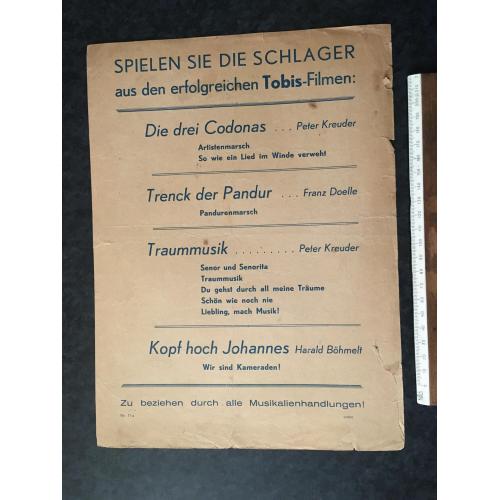 SPIELEN SIE DIE SCHLAGER
aus den erfolgreichen Tobis-Filmen:
Die drei Codonas ... Peter Kreuder
Artistenmarsch
So wie ein Lied im Winde verweht
Trenck der Pandur ... Franz Doelle
Pandurenmarsch
Traummusik ......... Peter Kreuder
Senor und Senorita
Traummusik
Du gehst durch all meine Träume
Schön wie noch nie
Liebling, mach Musik!
Kopf hoch Johannes Harald Böhmelt
Wir sind Kameraden!
Zu beziehen durch alle Musikalienhandlungen!